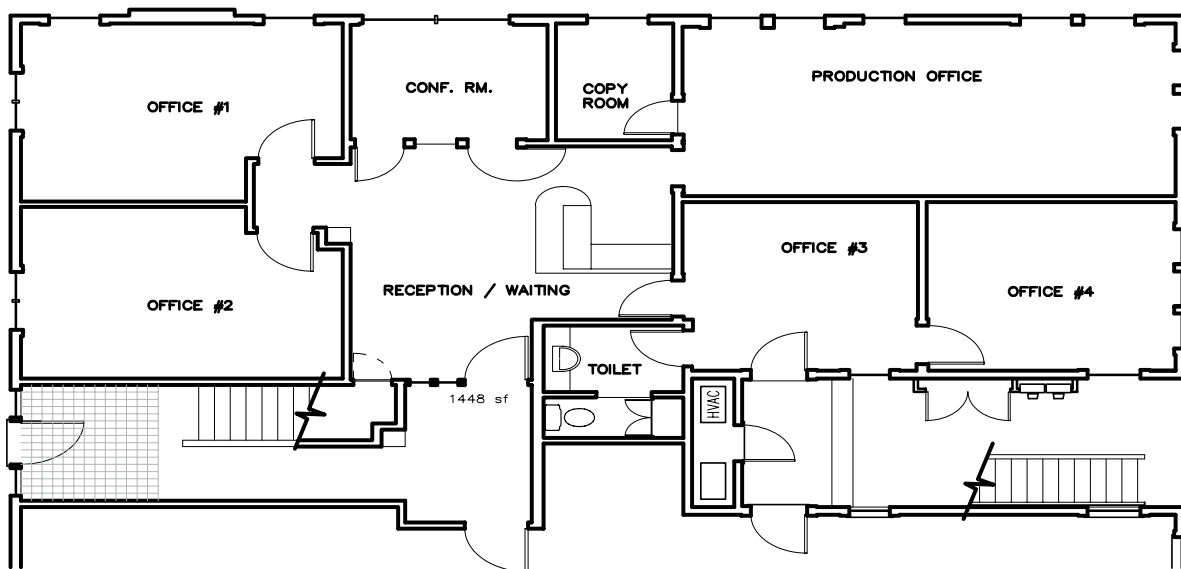 PRODUCTION OFFICE
CONF. RM.
COPY
ROOM
OFFICE #1
OFFICE #3
RECEPTION / WAITING
OFFICE #4
OFFICE #2
TOILET
1448 sf
HVAC